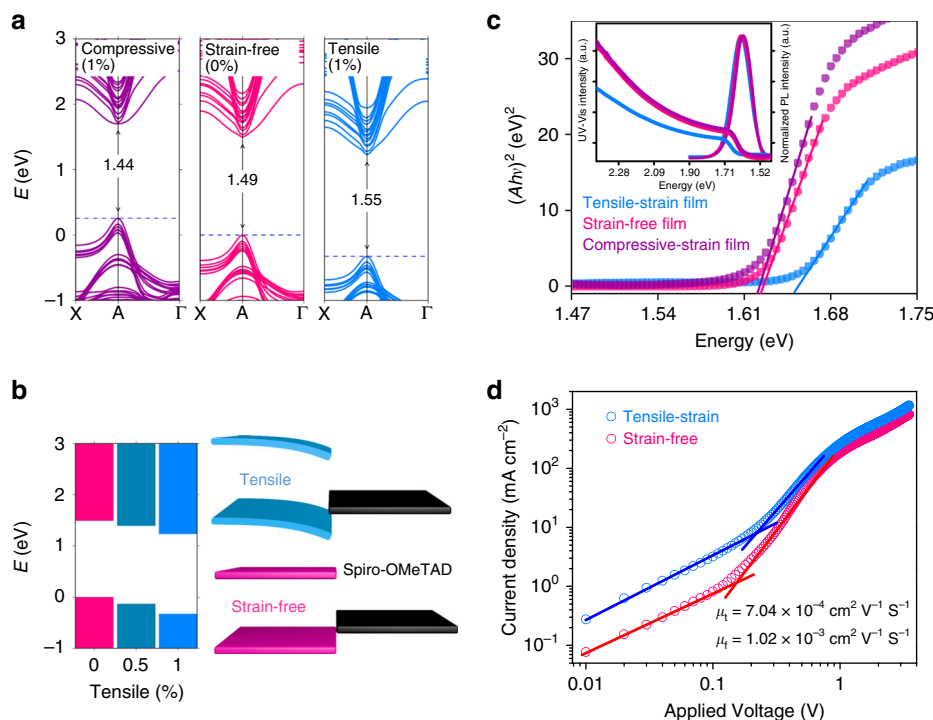 a
Compressive
(1%)
Strain-free
(0%)
Tensile
(1%)
E (eV)
3
2
1
0
−1
1.44
1.49
1.55
X A Γ
X A Γ
X A Γ
b
E (eV)
3
2
1
0
−1
0 0.5 1
Tensile (%)
Tensile
Spiro-OMeTAD
Strain-free
c
(Ahν)² (eV)²
30
20
10
0
UV-Vis intensity (a.u.)
Normalized PL intensity (a.u.)
2.28 2.09 1.90 1.71 1.52
Energy (eV)
Tensile-strain film
Strain-free film
Compressive-strain film
1.47 1.54 1.61 1.68 1.75
Energy (eV)
d
Current density (mA cm⁻²)
10³
10²
10¹
10⁰
10⁻¹
Tensile-strain
Strain-free
μt = 7.04 × 10⁻⁴ cm² V⁻¹ S⁻¹
μf = 1.02 × 10⁻³ cm² V⁻¹ S⁻¹
0.01 0.1 1
Applied Voltage (V)